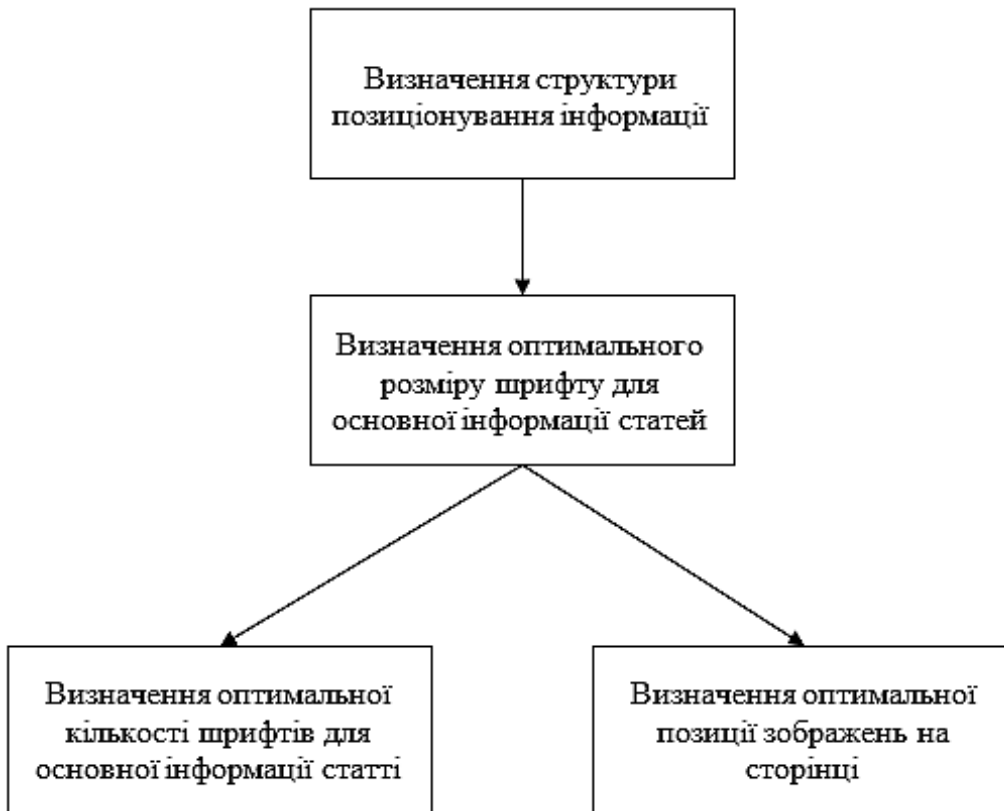 Визначення структури
позиціонування інформації
Визначення оптимального
розміру шрифту для
основної інформації статей
Визначення оптимальної
кількості шрифтів для
основної інформації статті
Визначення оптимальної
позиції зображень на
сторінці